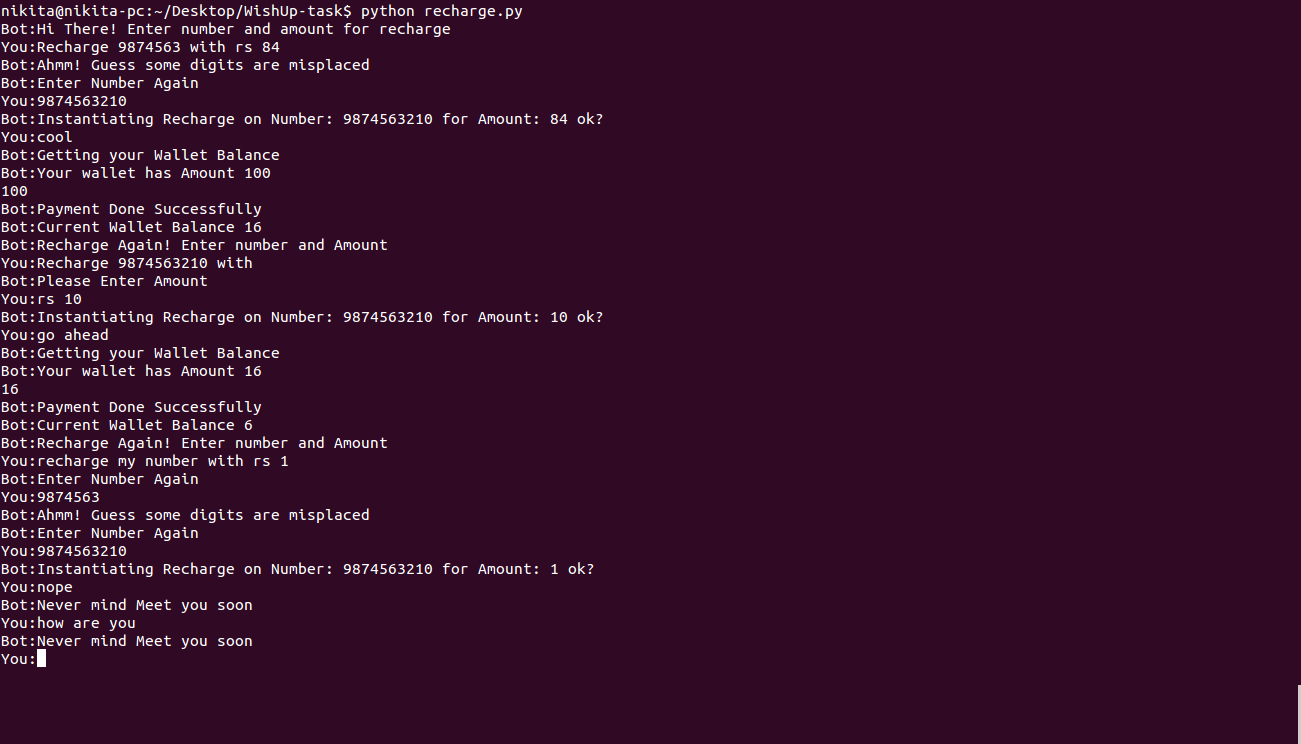 nikita@nikita-pc:~/Desktop/WishUp-task$ python recharge.py
Bot:Hi There! Enter number and amount for recharge
You:Recharge 9874563 with rs 84
Bot:Ahmm! Guess some digits are misplaced
Bot:Enter Number Again
You:9874563210
Bot:Instantiating Recharge on Number: 9874563210 for Amount: 84 ok?
You:cool
Bot:Getting your Wallet Balance
Bot:Your wallet has Amount 100
100
Bot:Payment Done Successfully
Bot:Current Wallet Balance 16
Bot:Recharge Again! Enter number and Amount
You:Recharge 9874563210 with
Bot:Please Enter Amount
You:rs 10
Bot:Instantiating Recharge on Number: 9874563210 for Amount: 10 ok?
You:go ahead
Bot:Getting your Wallet Balance
Bot:Your wallet has Amount 16
16
Bot:Payment Done Successfully
Bot:Current Wallet Balance 6
Bot:Recharge Again! Enter number and Amount
You:recharge my number with rs 1
Bot:Enter Number Again
You:9874563
Bot:Ahmm! Guess some digits are misplaced
Bot:Enter Number Again
You:9874563210
Bot:Instantiating Recharge on Number: 9874563210 for Amount: 1 ok?
You:nope
Bot:Never mind Meet you soon
You:how are you
Bot:Never mind Meet you soon
You: